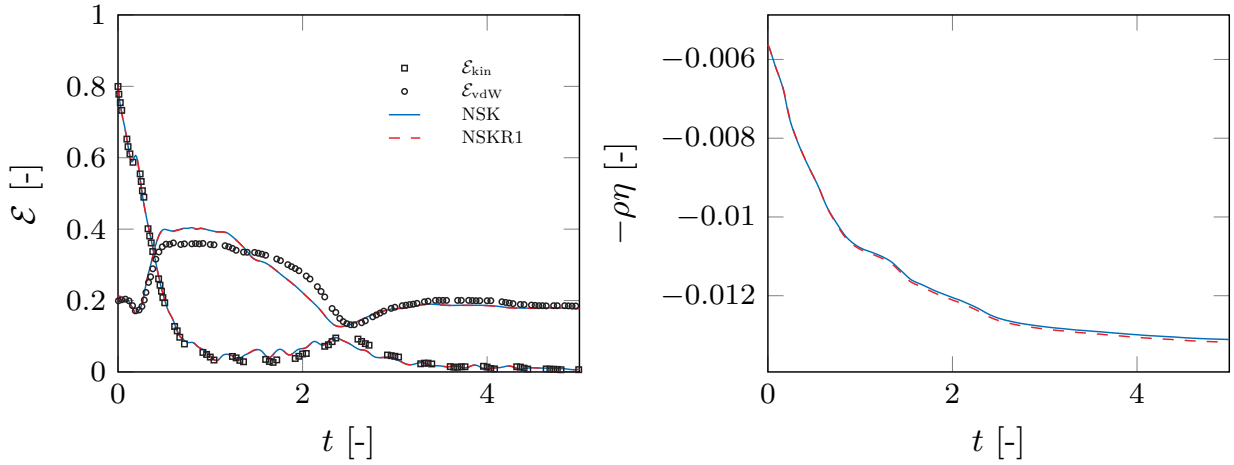 1
0.8
0.6
0.4
0.2
0
0 2 4
ℰ [-]
t [-]
ℰkin
ℰvdW
NSK
NSKR1
−0.006
−0.008
−0.01
−0.012
0 2 4
−ρη [-]
t [-]